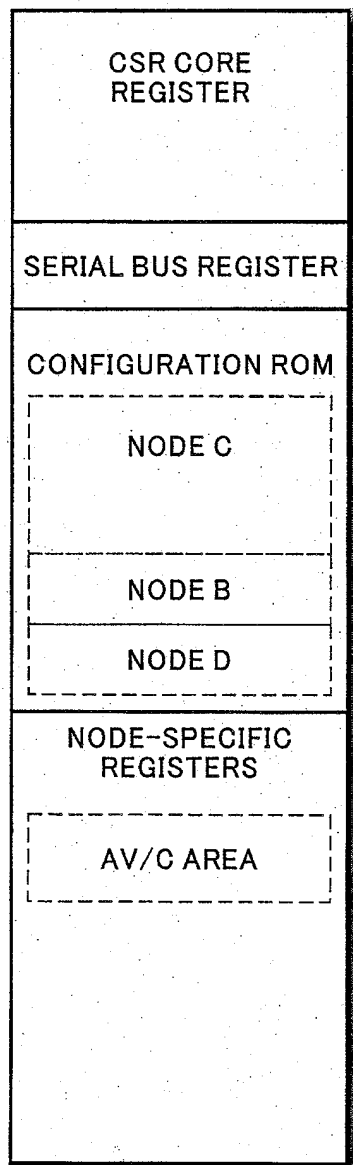 CSR CORE
REGISTER
SERIAL BUS REGISTER
CONFIGURATION ROM
NODE C
NODE B
NODE D
NODE-SPECIFIC
REGISTERS
AV/C AREA